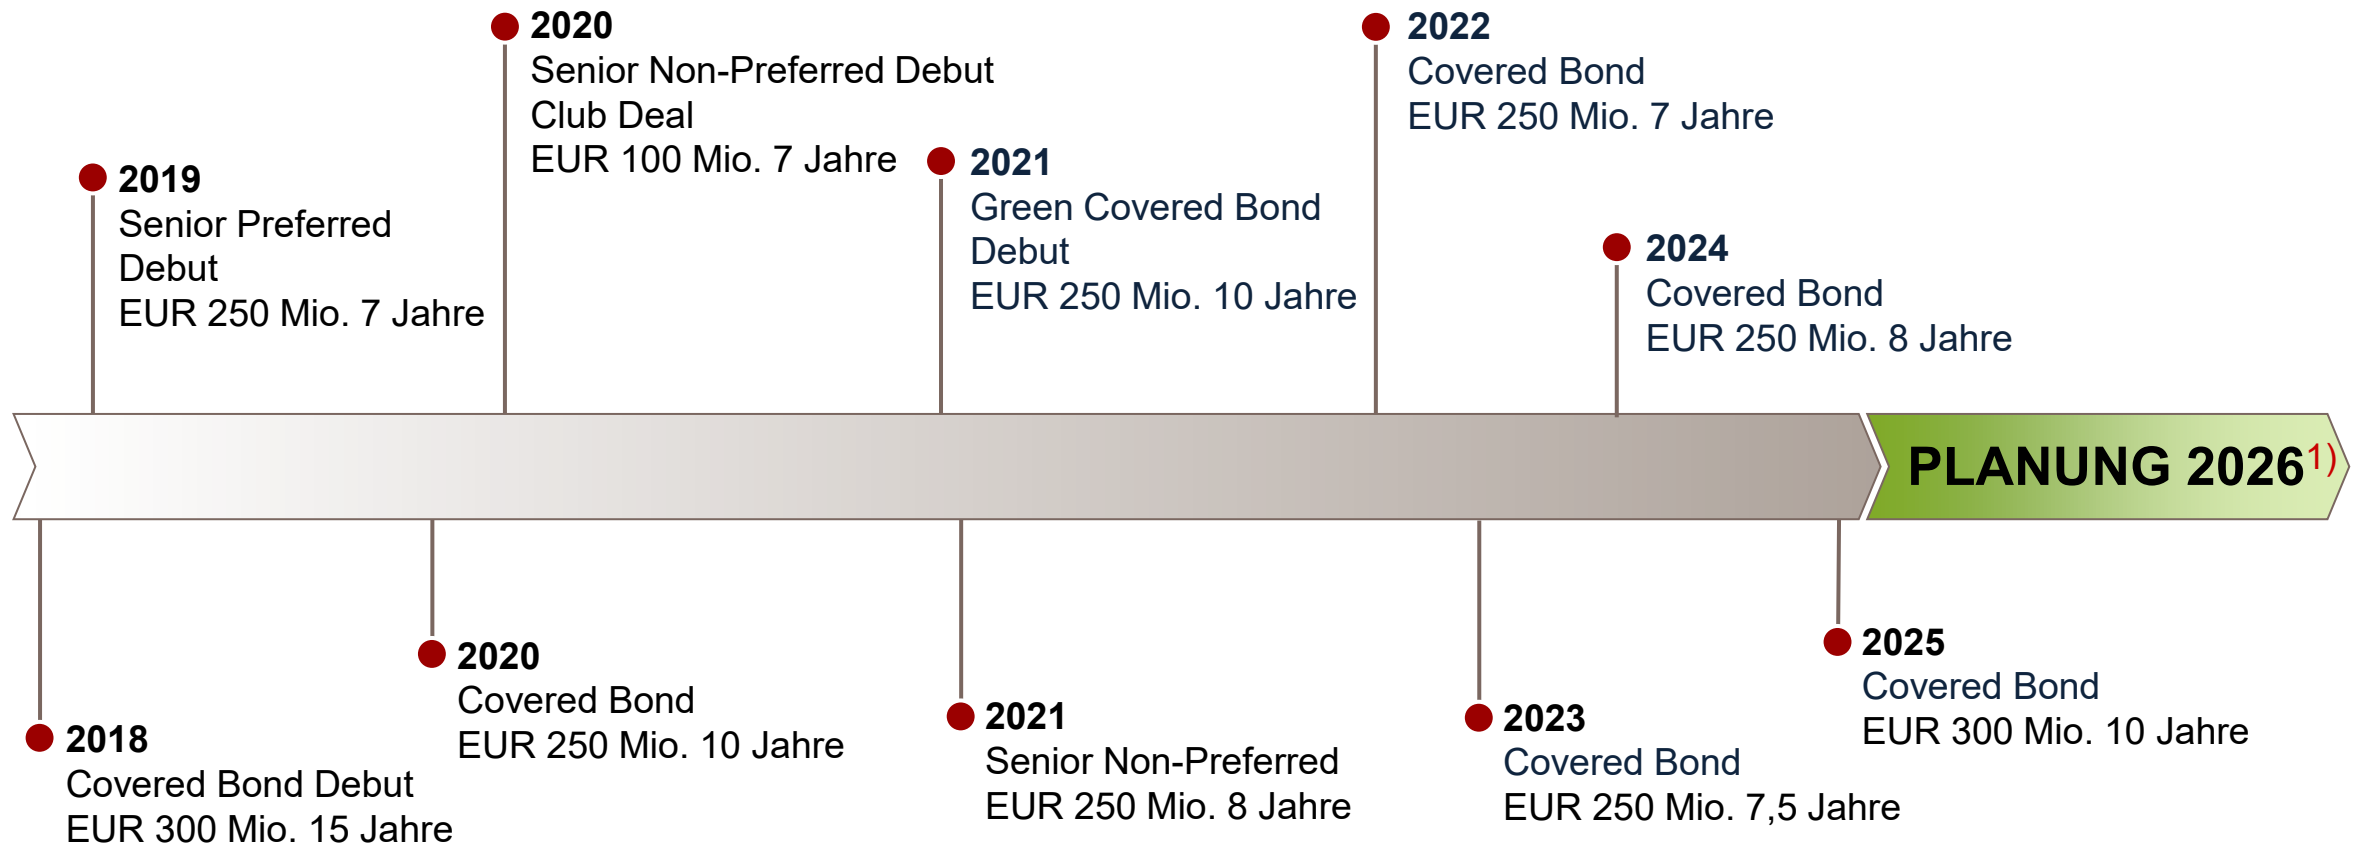 2020
Senior Non-Preferred Debut
Club Deal
EUR 100 Mio. 7 Jahre
2022
Covered Bond
EUR 250 Mio. 7 Jahre
2019
Senior Preferred
Debut
EUR 250 Mio. 7 Jahre
2021
Green Covered Bond
Debut
EUR 250 Mio. 10 Jahre
2024
Covered Bond
EUR 250 Mio. 8 Jahre
PLANUNG 2026¹⁾
2018
Covered Bond Debut
EUR 300 Mio. 15 Jahre
2020
Covered Bond
EUR 250 Mio. 10 Jahre
2021
Senior Non-Preferred
EUR 250 Mio. 8 Jahre
2023
Covered Bond
EUR 250 Mio. 7,5 Jahre
2025
Covered Bond
EUR 300 Mio. 10 Jahre